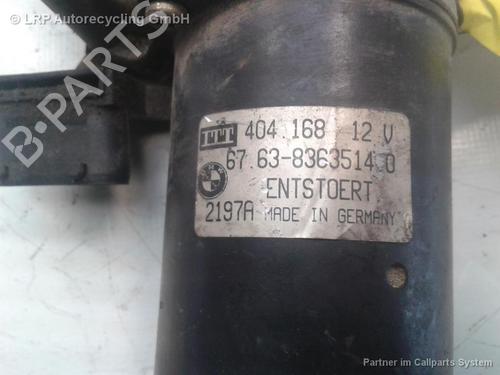 © LRP Autorecycling GmbH
B-PARTS
ITT 404.168 12 V
67.63-8363514.0
ENTSTOERT
2197A MADE IN GERMANY
Partner im Callparts System